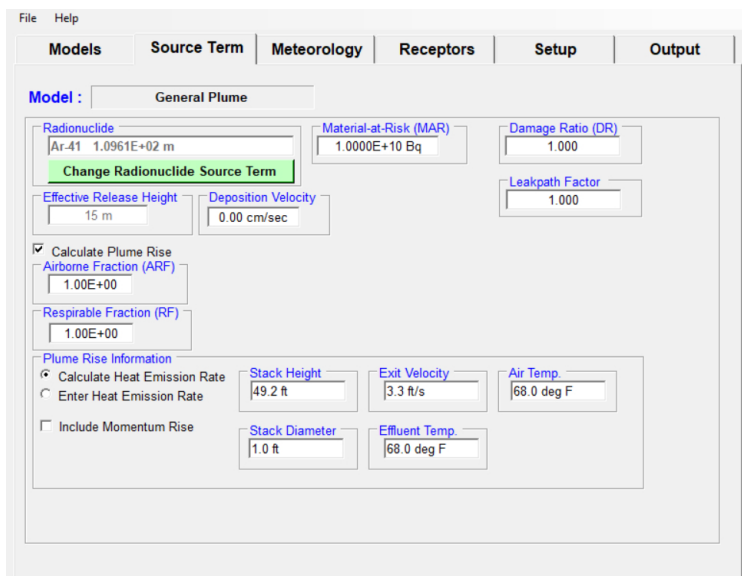 File Help
Models Source Term Meteorology Receptors Setup Output
Model : General Plume
Radionuclide Material-at-Risk (MAR) Damage Ratio (DR)
Ar-41 1.0961E+02 m 1.0000E+10 Bq 1.000
Change Radionuclide Source Term
Leakpath Factor
1.000
Effective Release Height Deposition Velocity
15 m 0.00 cm/sec
Calculate Plume Rise
Airborne Fraction (ARF)
1.00E+00
Respirable Fraction (RF)
1.00E+00
Plume Rise Information
Calculate Heat Emission Rate Stack Height Exit Velocity Air Temp.
Enter Heat Emission Rate 49.2 ft 3.3 ft/s 68.0 deg F
Include Momentum Rise Stack Diameter Effluent Temp.
1.0 ft 68.0 deg F